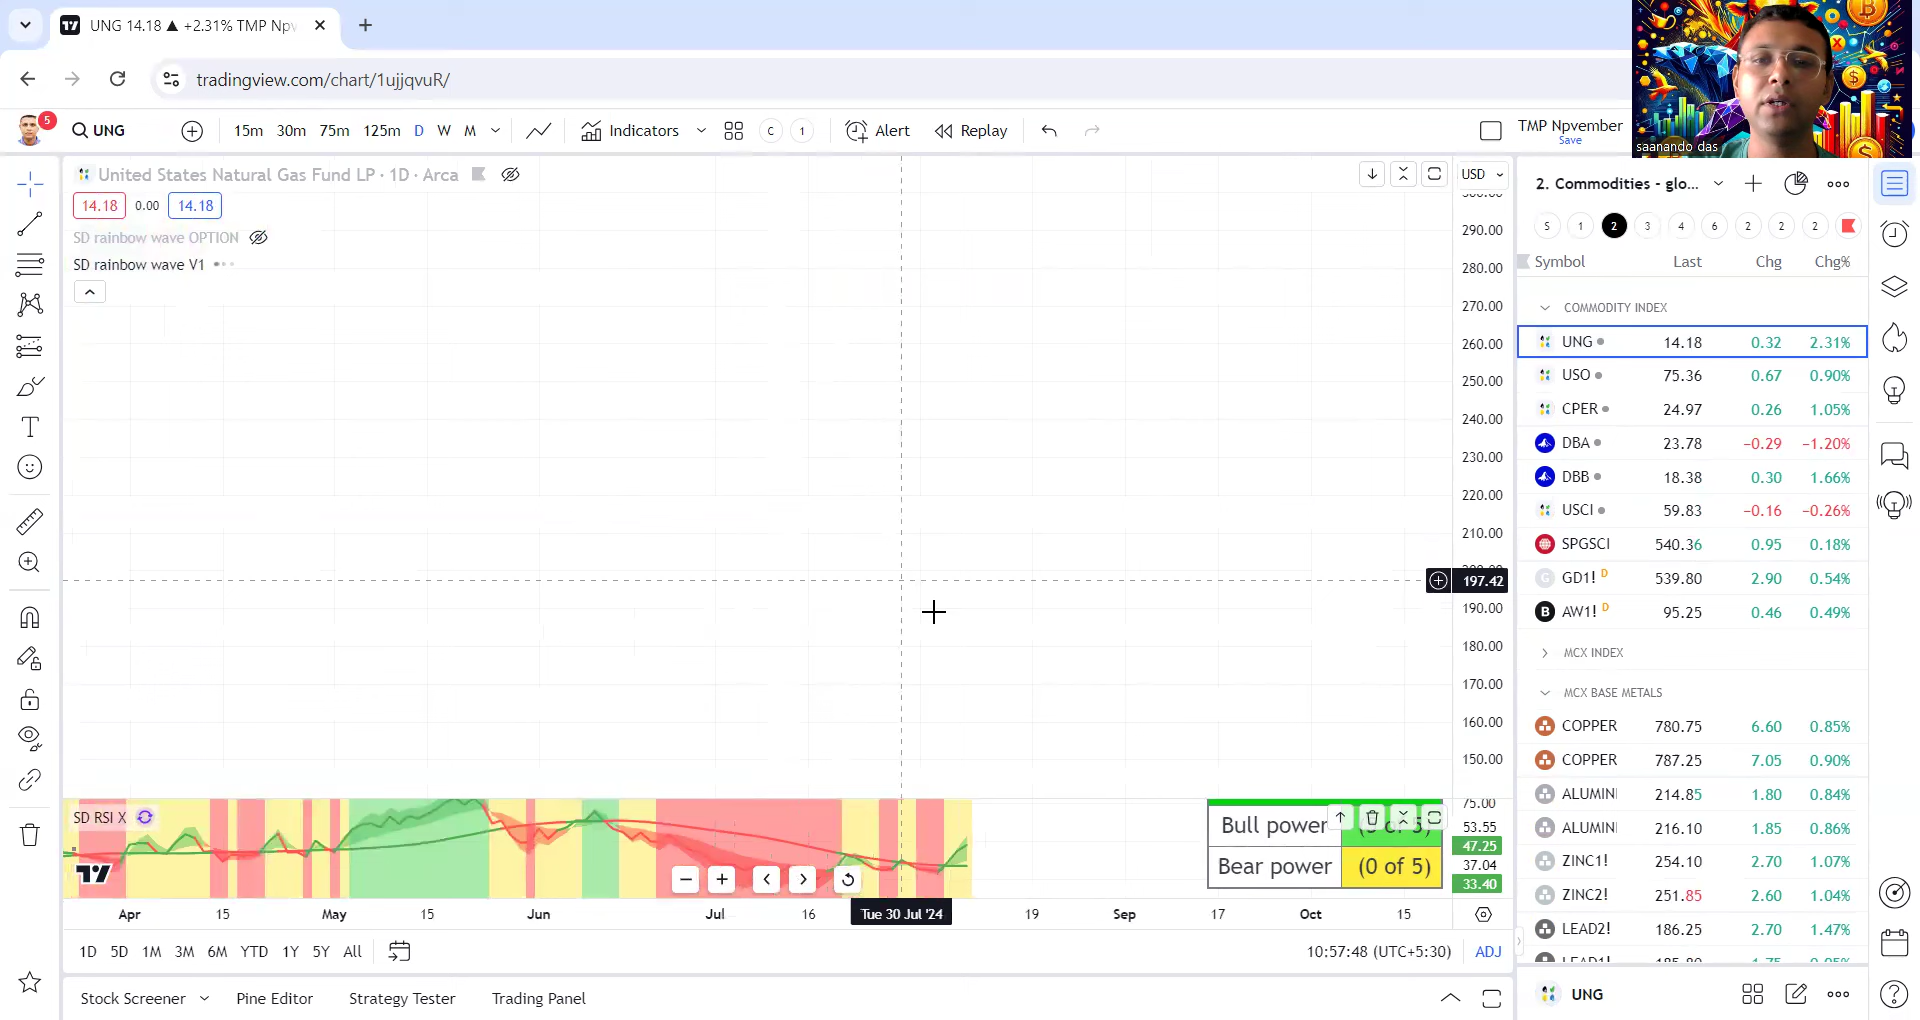 UNG 14.18 ▲ +2.31% TMP Npv
tradingview.com/chart/1ujjqvuR/
saanando das
5
UNG
15m 30m 75m 125m D W M
Indicators
C 1
Alert
Replay
TMP Npvember
Save
United States Natural Gas Fund LP · 1D · Arca
USD
14.18 0.00 14.18
SD rainbow wave OPTION
SD rainbow wave V1
290.00
280.00
270.00
260.00
250.00
240.00
230.00
220.00
210.00
197.42
190.00
180.00
170.00
160.00
150.00
SD RSI X
Bull power
Bear power (0 of 5)
75.00
53.55
47.25
37.04
33.40
Apr 15 May 15 Jun Jul 16 Tue 30 Jul '24 19 Sep 17 Oct 15
1D 5D 1M 3M 6M YTD 1Y 5Y All
10:57:48 (UTC+5:30) ADJ
Stock Screener Pine Editor Strategy Tester Trading Panel
2. Commodities - glo...
S 1 2 3 4 6 2 2 2
Symbol Last Chg Chg%
COMMODITY INDEX
UNG 14.18 0.32 2.31%
USO 75.36 0.67 0.90%
CPER 24.97 0.26 1.05%
DBA 23.78 −0.29 −1.20%
DBB 18.38 0.30 1.66%
USCI 59.83 −0.16 −0.26%
SPGSCI 540.36 0.95 0.18%
G GD1! D 539.80 2.90 0.54%
B AW1! D 95.25 0.46 0.49%
MCX INDEX
MCX BASE METALS
COPPER 780.75 6.60 0.85%
COPPER 787.25 7.05 0.90%
ALUMIN 214.85 1.80 0.84%
ALUMIN 216.10 1.85 0.86%
ZINC1! 254.10 2.70 1.07%
ZINC2! 251.85 2.60 1.04%
LEAD2! 186.25 2.70 1.47%
UNG